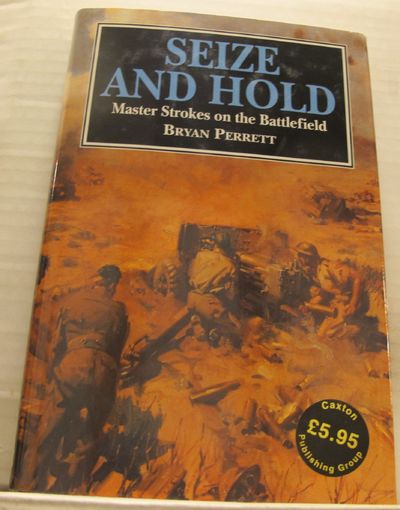 SEIZE
AND HOLD
Master Strokes on the Battlefield
BRYAN PERRETT
Caxton
£5.95
Publishing Group